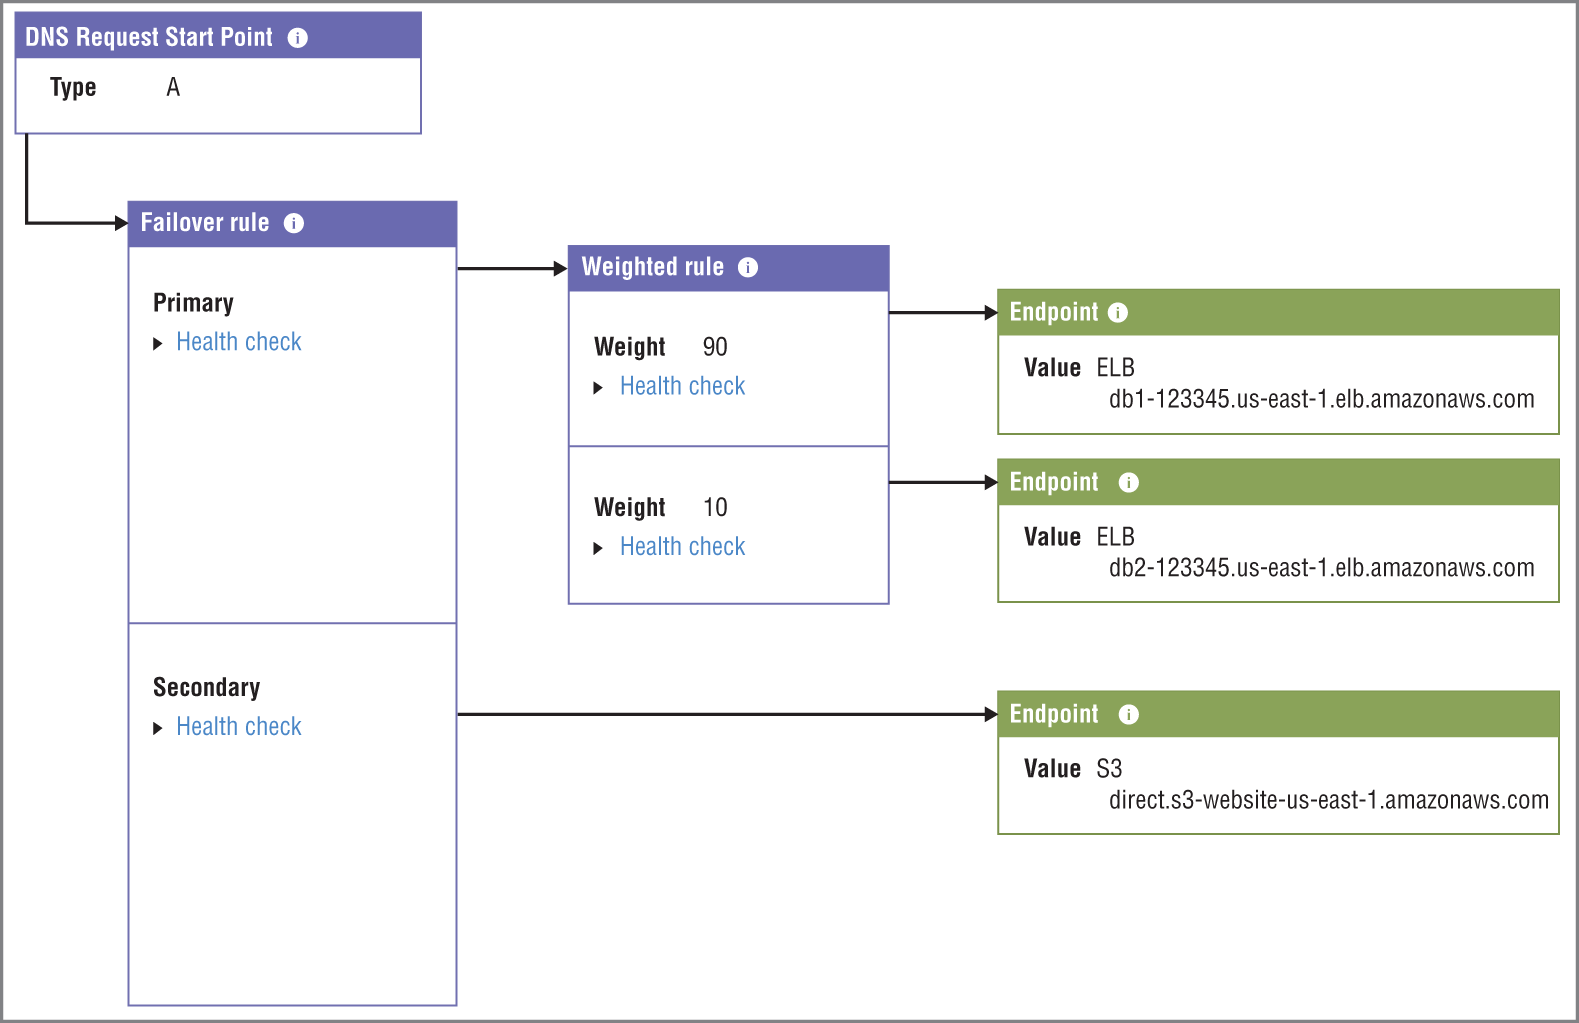 DNS Request Start Point i
Type A
Failover rule i
Primary
Health check
Secondary
Health check
Weighted rule i
Weight 90
Health check
Weight 10
Health check
Endpoint i
Value ELB
db1-123345.us-east-1.elb.amazonaws.com
Endpoint i
Value ELB
db2-123345.us-east-1.elb.amazonaws.com
Endpoint i
Value S3
direct.s3-website-us-east-1.amazonaws.com